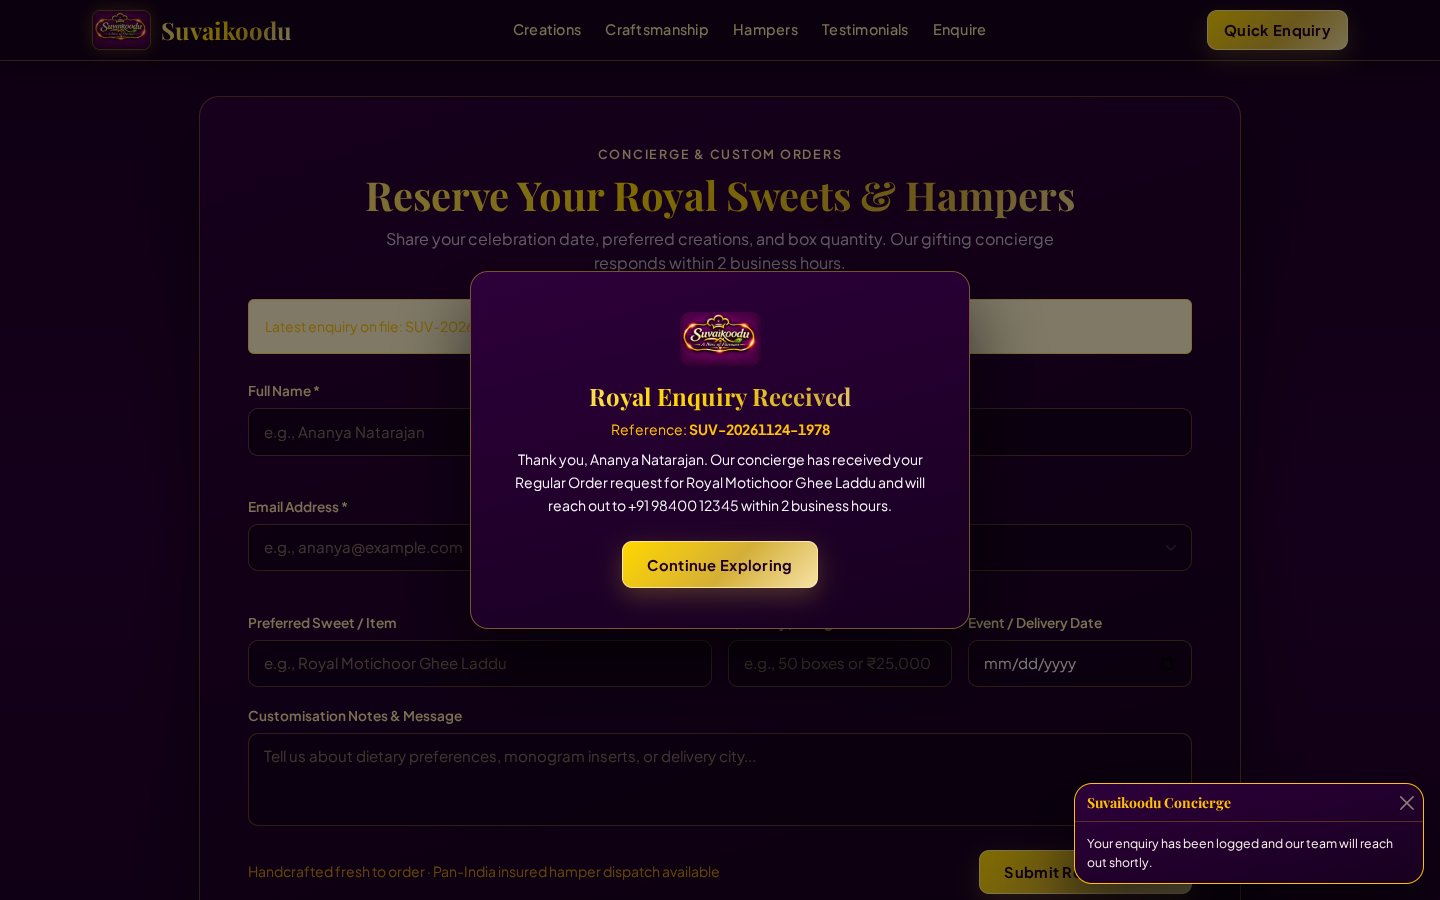 Suvaikoodu
Suvaikoodu
Creations
Craftsmanship
Hampers
Testimonials
Enquire
Quick Enquiry
CONCIERGE & CUSTOM ORDERS
Reserve Your Royal Sweets & Hampers
Share your celebration date, preferred creations, and box quantity. Our gifting concierge
responds within 2 business hours.
Latest enquiry on file: SUV-2026
Full Name *
e.g., Ananya Natarajan
Email Address *
e.g., ananya@example.com
Suvaikoodu
Royal Enquiry Received
Reference: SUV-20261124-1978
Thank you, Ananya Natarajan. Our concierge has received your
Regular Order request for Royal Motichoor Ghee Laddu and will
reach out to +91 98400 12345 within 2 business hours.
Continue Exploring
Preferred Sweet / Item
Event / Delivery Date
e.g., Royal Motichoor Ghee Laddu
e.g., 50 boxes or ₹25,000
mm/dd/yyyy
Customisation Notes & Message
Tell us about dietary preferences, monogram inserts, or delivery city...
Handcrafted fresh to order · Pan-India insured hamper dispatch available
Submit
Suvaikoodu Concierge
Your enquiry has been logged and our team will reach
out shortly.